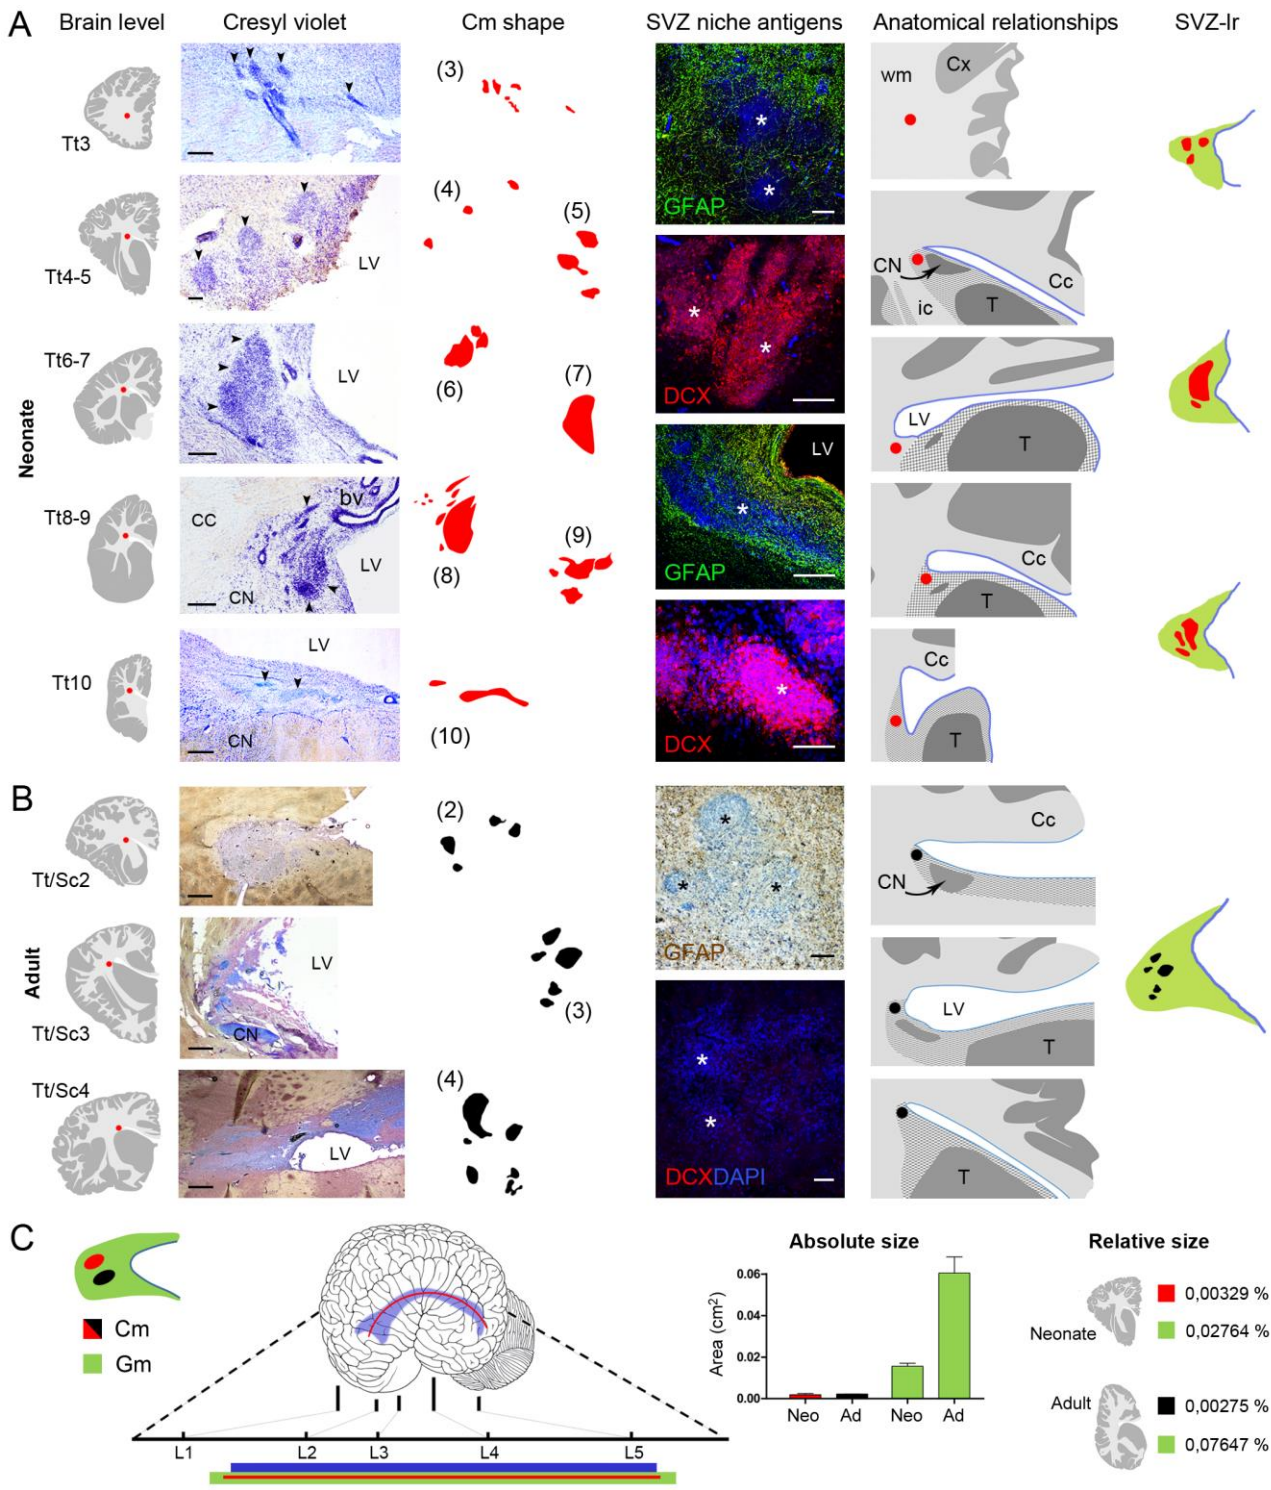 A
Brain level
Cresyl violet
Cm shape
SVZ niche antigens
Anatomical relationships
SVZ-lr
Neonate
Tt3
(3)
GFAP
wm
Cx
Tt4-5
LV
(4)
(5)
DCX
CN
ic
T
Cc
Tt6-7
LV
(6)
(7)
LV
GFAP
LV
T
Tt8-9
CC
bv
LV
CN
(8)
(9)
Cc
T
Tt10
LV
CN
(10)
DCX
Cc
T
B
Adult
Tt/Sc2
(2)
GFAP
Cc
CN
Tt/Sc3
LV
CN
(3)
LV
T
Tt/Sc4
LV
(4)
DCXDAPI
T
C
Cm
Gm
L1
L2
L3
L4
L5
Absolute size
Area (cm²)
0.06
0.04
0.02
0.00
Neo
Ad
Neo
Ad
Relative size
Neonate
0,00329 %
0,02764 %
Adult
0,00275 %
0,07647 %